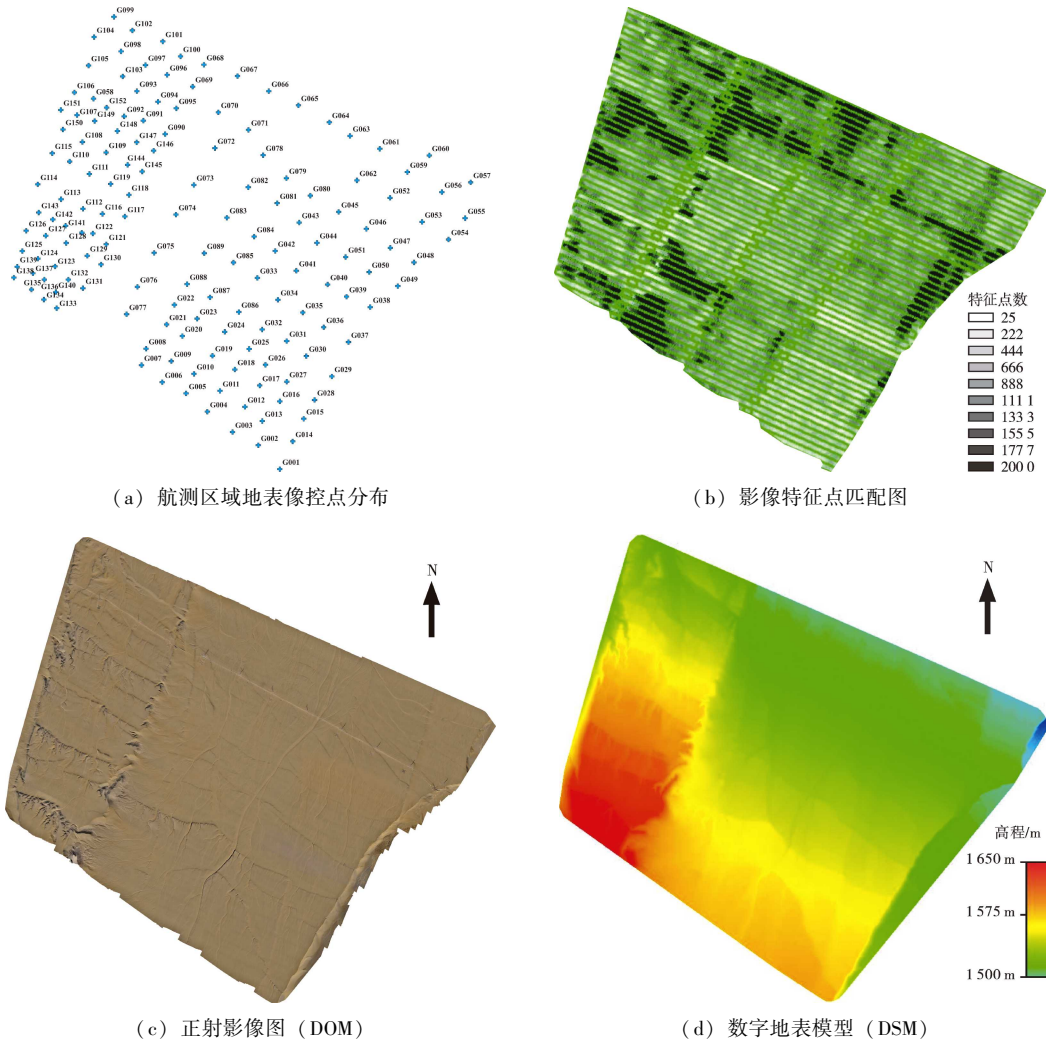 G099
G102
G104
G101
G098
G100
G097
G068
G105
G096
G067
G103
G069
G066
G106
G093
G058
G094
G065
G151
G152
G095
G070
G107
G092
G064
G149
G091
G150
G148
G090
G071
G063
G108
G147
G072
G061
G115
G109
G146
G078
G060
G110
G144
G059
G111
G145
G079
G062
G057
G114
G119
G073
G082
G056
G113
G118
G080
G052
G081
G143
G112
G116
G117
G074
G045
G142
G083
G043
G053
G055
G126
G141
G046
G127
G122
G084
G054
G128
G121
G044
G125
G075
G089
G042
G047
G124
G129
G051
G139
G123
G130
G085
G048
G138
G137
G041
G050
G132
G076
G088
G033
G040
G049
G135
G136
G140
G131
G087
G039
G134
G022
G034
G133
G077
G023
G086
G035
G038
G021
G024
G032
G036
G020
G031
G037
G008
G025
G007
G009
G019
G030
G010
G018
G026
G006
G029
G005
G011
G017
G027
G004
G012
G016
G028
G003
G013
G015
G002
G014
G001
特征点数
25
222
444
666
888
111 1
133 3
155 5
177 7
200 0
(a) 航测区域地表像控点分布
(b) 影像特征点匹配图
N
N
高程/m
1 650 m
1 575 m
1 500 m
(c) 正射影像图 (DOM)
(d) 数字地表模型 (DSM)